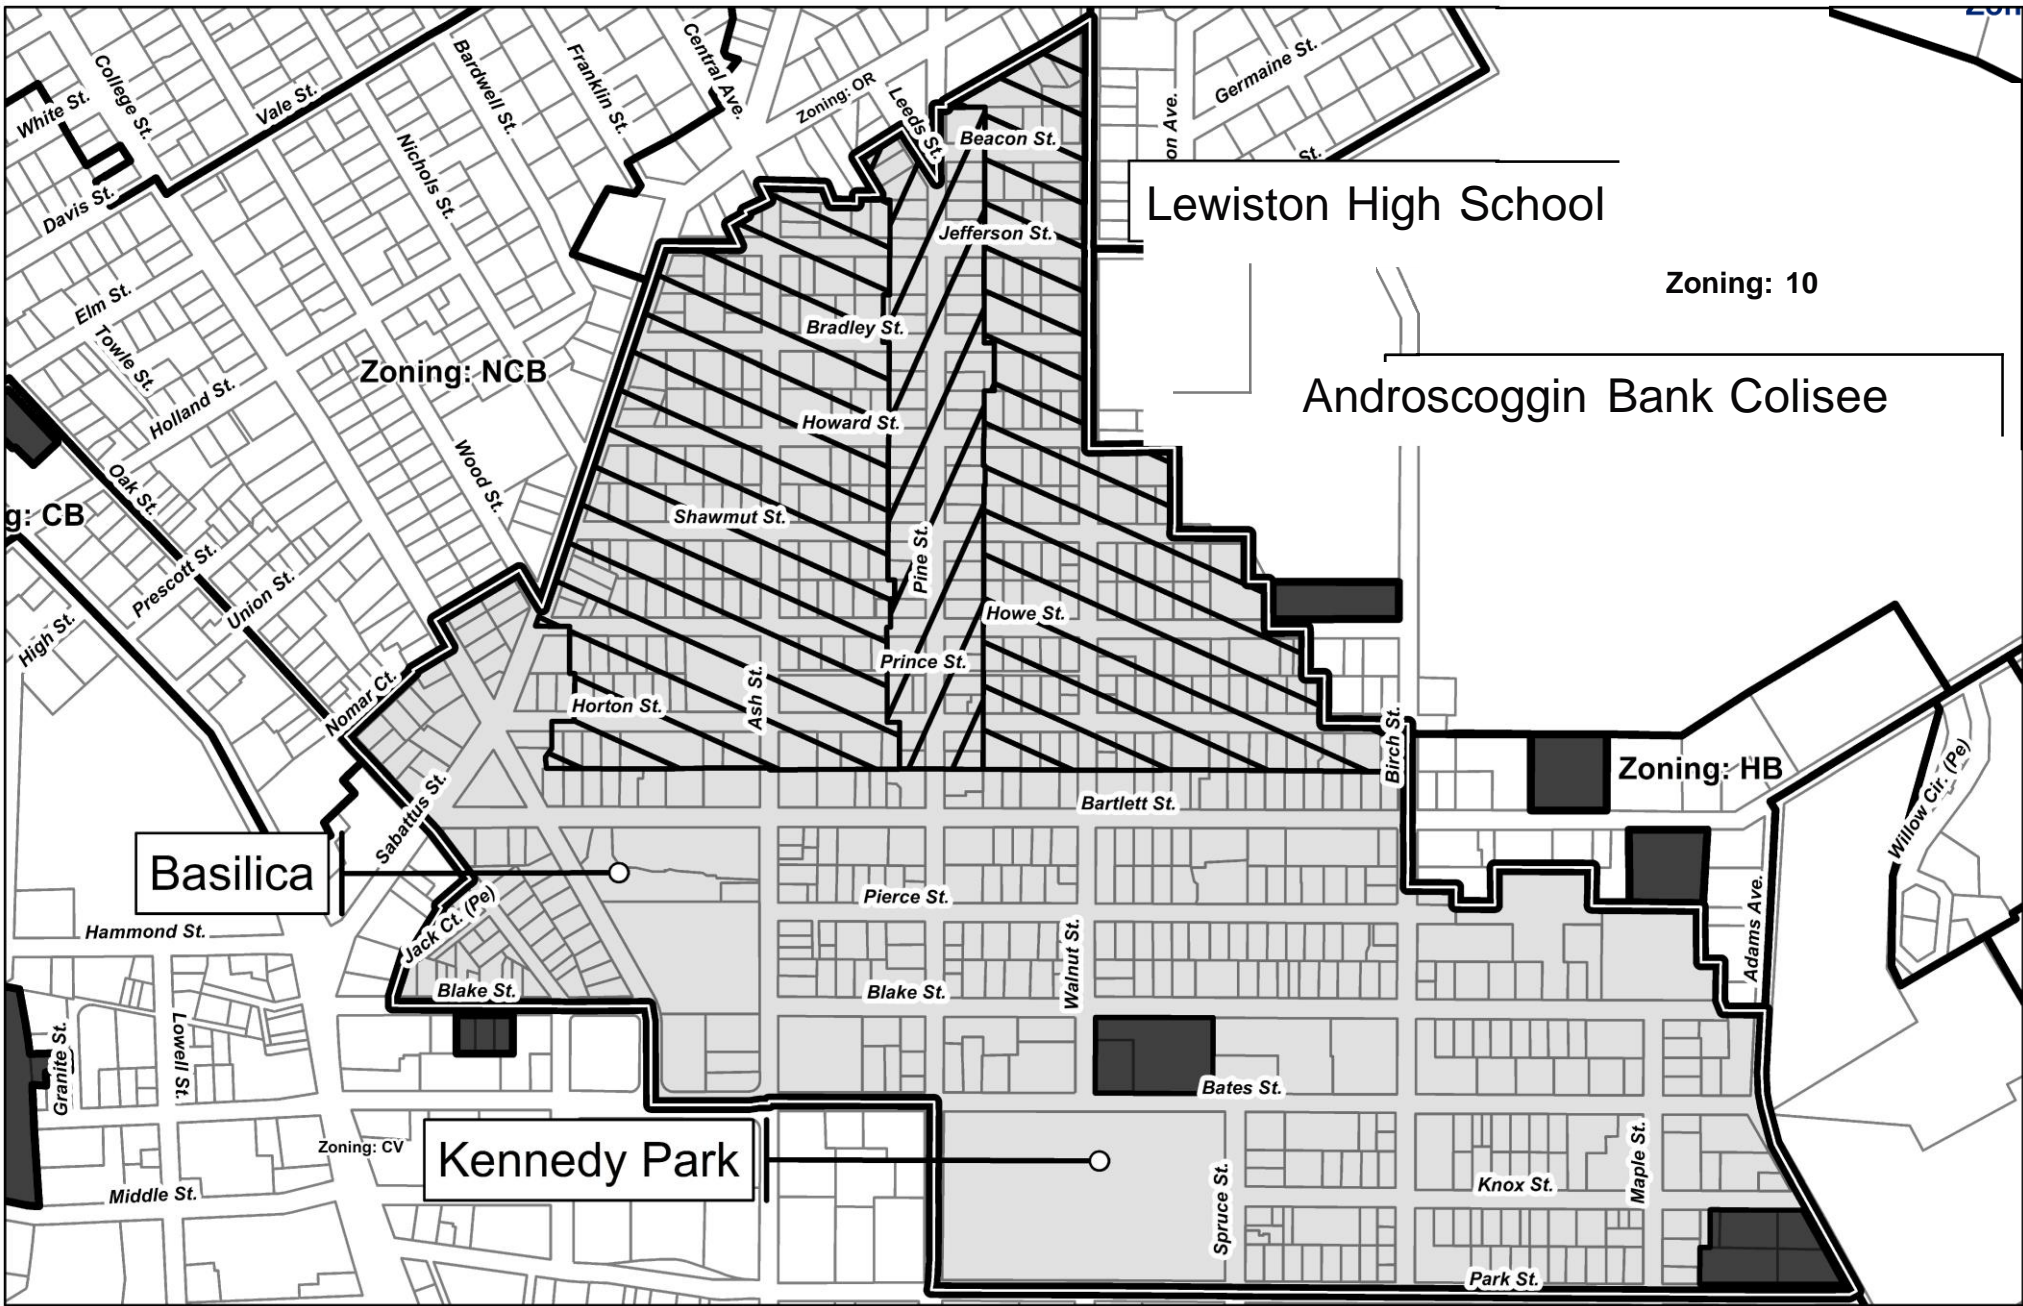 White St.
College St.
Vale St.
Bardwell St.
Franklin St.
Central Ave.
Zoning: OR
Leeds St.
Beacon St.
Germaine St.
on Ave.
St.
Davis St.
Nichols St.
Lewiston High School
Jefferson St.
Zoning: 10
Elm St.
Towle St.
Bradley St.
Zoning: NCB
Androscoggin Bank Colisee
Holland St.
Howard St.
Wood St.
Oak St.
g: CB
Shawmut St.
Pine St.
Prescott St.
Union St.
High St.
Howe St.
Prince St.
Nomar Ct.
Horton St.
Ash St.
Birch St.
Zoning: HB
Willow Cir. (Pe)
Bartlett St.
Sabattus St.
Basilica
Pierce St.
Jack Ct. (Pe)
Hammond St.
Walnut St.
Adams Ave.
Blake St.
Blake St.
Granite St.
Lowell St.
Bates St.
Zoning: CV
Kennedy Park
Middle St.
Spruce St.
Knox St.
Maple St.
Park St.